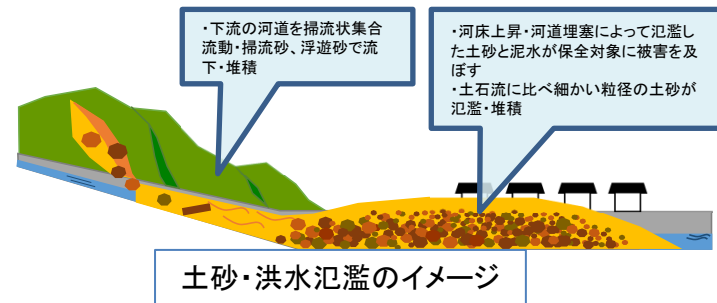 ・下流の河道を掃流状集合
流動・掃流砂、浮遊砂で流
下・堆積
・河床上昇・河道埋塞によって氾濫
した土砂と泥水が保全対象に被害を及
ぼす
・土石流に比べ細かい粒径の土砂が
氾濫・堆積
土砂・洪水氾濫のイメージ